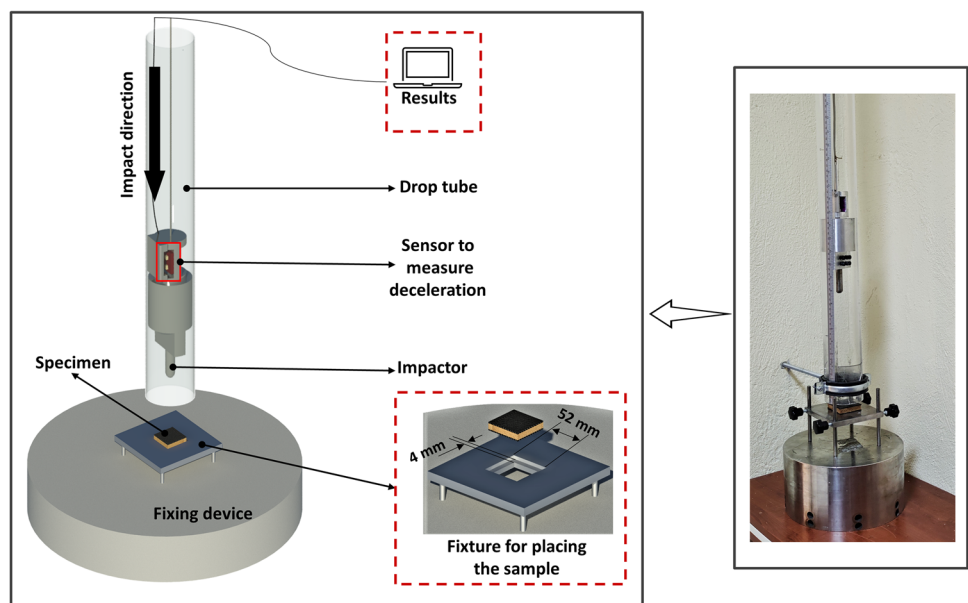 Results
Impact direction
Drop tube
Sensor to
measure
deceleration
Specimen
Impactor
52 mm
4 mm
Fixing device
Fixture for placing
the sample